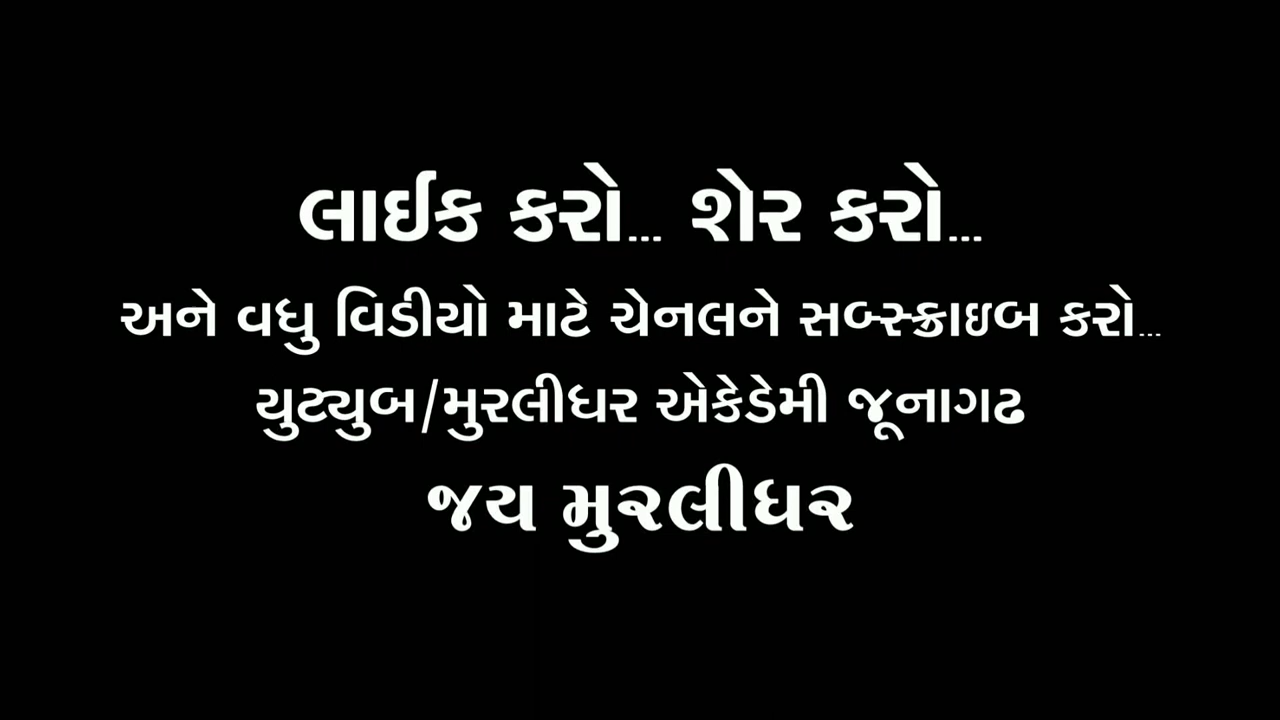 લાઈક કરો... શેર કરો...
અને વધુ વિડીયો માટે ચેનલને સબ્સ્ક્રાઇબ કરો...
યુટ્યુબ/મુરલીધર એકેડેમી જૂનાગઢ
જય મુરલીધર